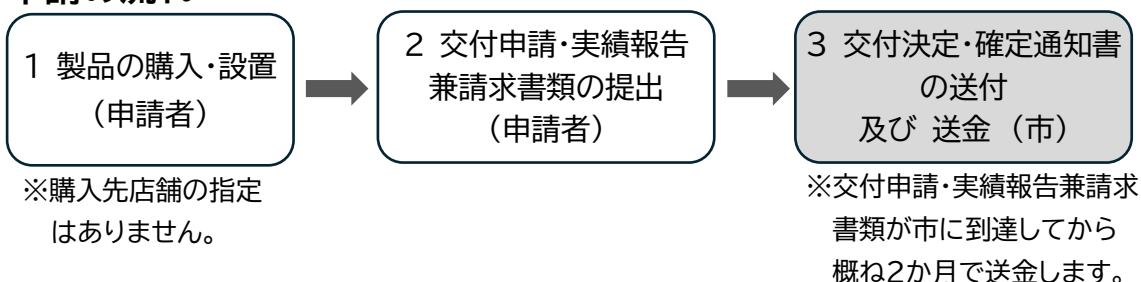 1 製品の購入・設置
(申請者)
2 交付申請・実績報告
兼請求書類の提出
(申請者)
3 交付決定・確定通知書
の送付
及び 送金 (市)
※購入先店舗の指定
はありません。
※交付申請・実績報告兼請求
書類が市に到達してから
概ね2か月で送金します。